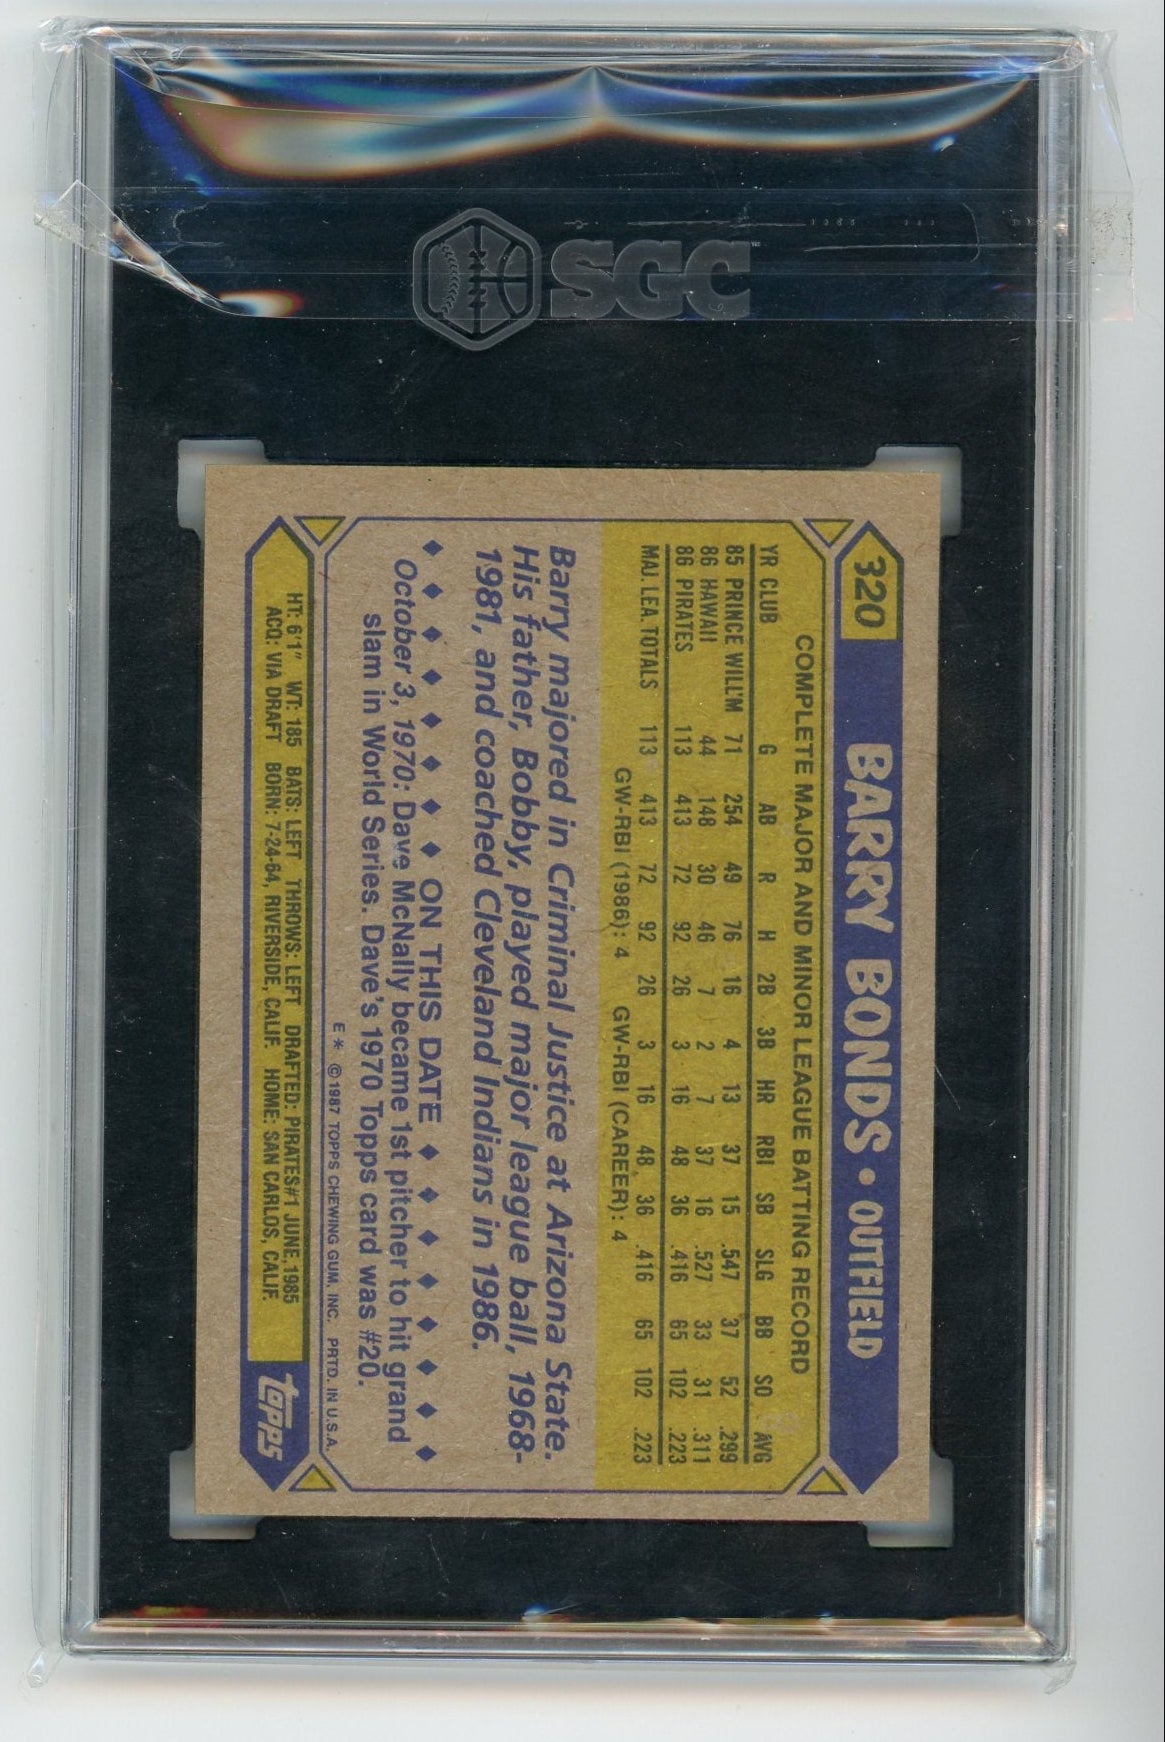 SGC
320 BARRY BONDS • OUTFIELD
COMPLETE MAJOR AND MINOR LEAGUE BATTING RECORD
YR CLUB G AB R H 2B 3B HR RBI SB SLG BB SO AVG
85 PRINCE WILL'M 71 254 49 76 16 4 13 37 15 .547 37 52 .299
86 HAWAII 44 148 30 46 7 2 7 37 16 .527 33 31 .311
86 PIRATES 113 413 72 92 26 3 16 48 36 .416 65 102 .223
MAJ. LEA. TOTALS 113 413 72 92 26 3 16 48 36 .416 65 102 .223
GW-RBI (1986): 4 GW-RBI (CAREER): 4
Barry majored in Criminal Justice at Arizona State.
His father, Bobby, played major league ball, 1968-
1981, and coached Cleveland Indians in 1986.
◆ ◆ ◆ ◆ ◆ ◆ ◆ ◆ ON THIS DATE ◆ ◆ ◆ ◆ ◆ ◆ ◆ ◆
October 3, 1970: Dave McNally became 1st pitcher to hit grand
slam in World Series. Dave's 1970 Topps card was #20.
E* ©1987 TOPPS CHEWING GUM, INC. PRTD. IN U.S.A.
HT: 6'1" WT: 185 BATS: LEFT THROWS: LEFT DRAFTED: PIRATES#1 JUNE,1985
ACQ: VIA DRAFT BORN: 7-24-64, RIVERSIDE, CALIF. HOME: SAN CARLOS, CALIF.
topps